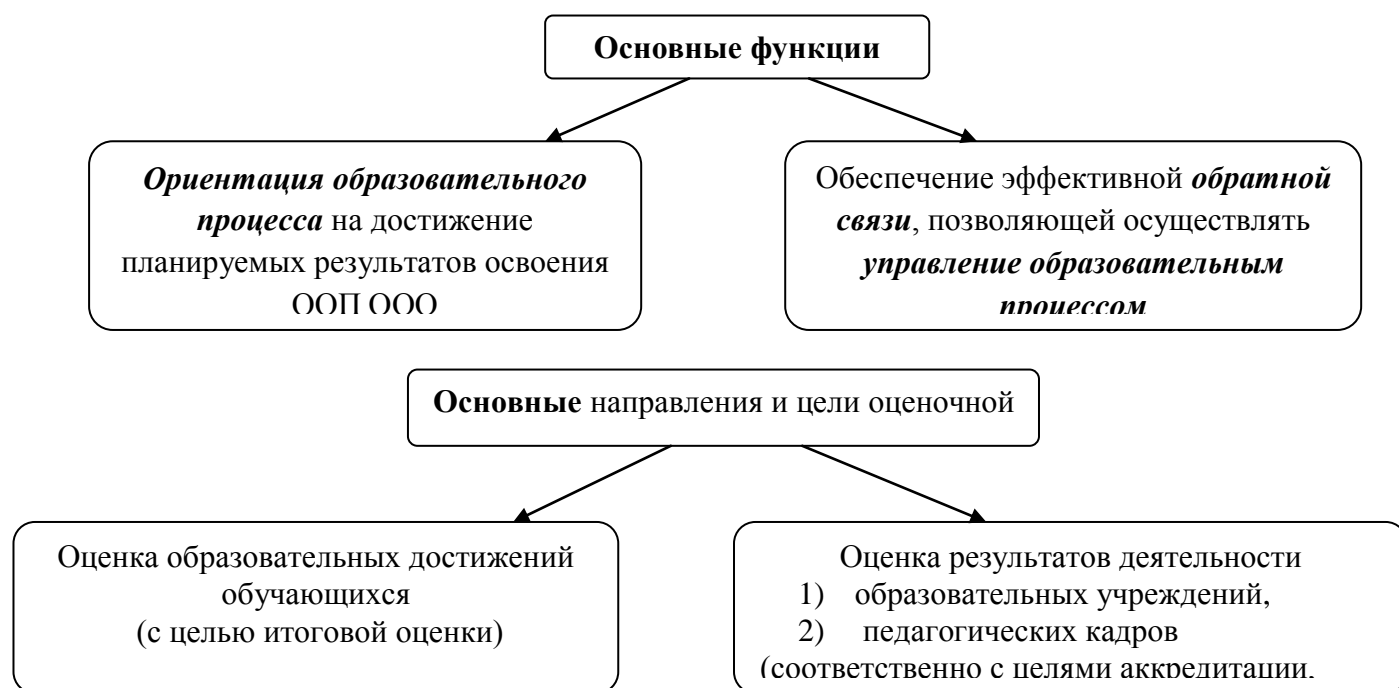 Основные функции
Ориентация образовательного
процесса на достижение
планируемых результатов освоения
ООП ООО
Обеспечение эффективной обратной
связи, позволяющей осуществлять
управление образовательным
процессом
Основные направления и цели оценочной
Оценка образовательных достижений
обучающихся
(с целью итоговой оценки)
Оценка результатов деятельности
1) образовательных учреждений,
2) педагогических кадров
(соответственно с целями аккредитации,